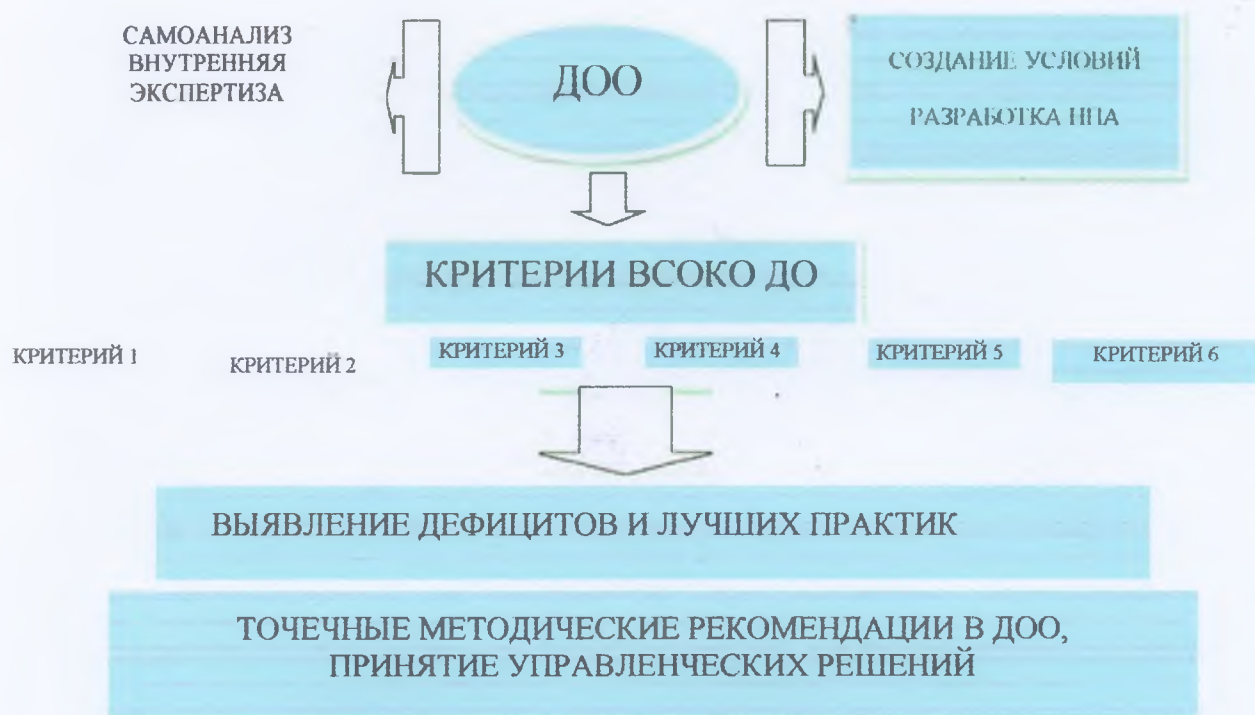 САМОАНАЛИЗ
ВНУТРЕННЯЯ
ЭКСПЕРТИЗА
ДОО
СОЗДАНИЕ УСЛОВИЙ
РАЗРАБОТКА НПА
КРИТЕРИИ ВСОКО ДО
КРИТЕРИЙ 1
КРИТЕРИЙ 2
КРИТЕРИЙ 3
КРИТЕРИЙ 4
КРИТЕРИЙ 5
КРИТЕРИЙ 6
ВЫЯВЛЕНИЕ ДЕФИЦИТОВ И ЛУЧШИХ ПРАКТИК
ТОЧЕЧНЫЕ МЕТОДИЧЕСКИЕ РЕКОМЕНДАЦИИ В ДОО,
ПРИНЯТИЕ УПРАВЛЕНЧЕСКИХ РЕШЕНИЙ